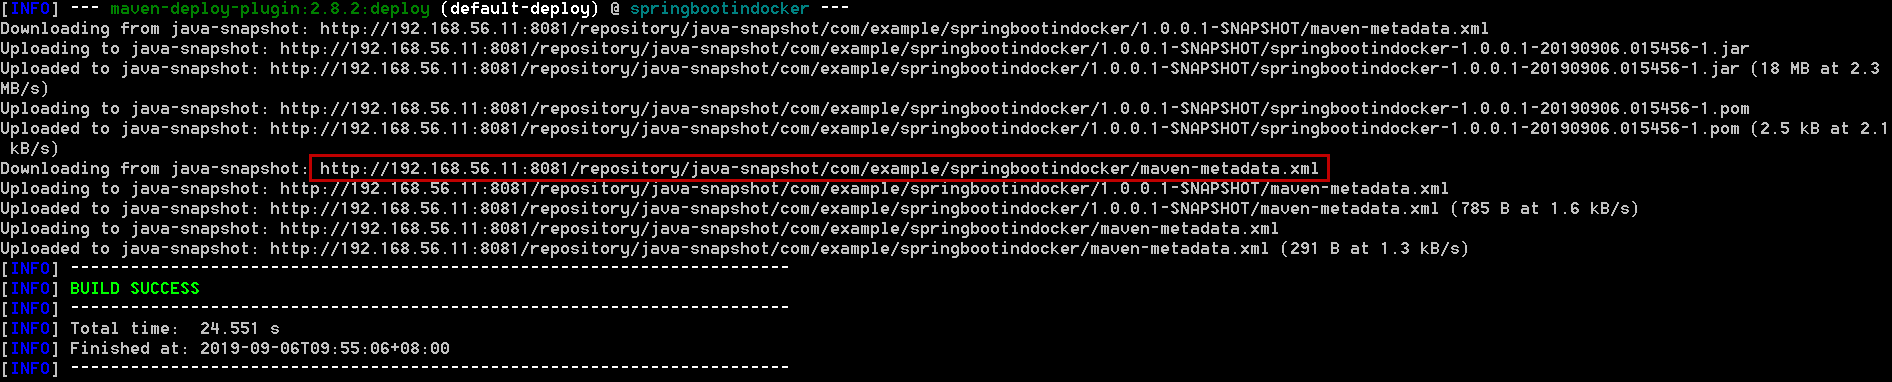 [INFO] --- maven-deploy-plugin:2.8.2:deploy (default-deploy) @ springbootindocker ---
Downloading from java-snapshot: http://192.168.56.11:8081/repository/java-snapshot/com/example/springbootindocker/1.0.0.1-SNAPSHOT/maven-metadata.xml
Uploading to java-snapshot: http://192.168.56.11:8081/repository/java-snapshot/com/example/springbootindocker/1.0.0.1-SNAPSHOT/springbootindocker-1.0.0.1-20190906.015456-1.jar
Uploaded to java-snapshot: http://192.168.56.11:8081/repository/java-snapshot/com/example/springbootindocker/1.0.0.1-SNAPSHOT/springbootindocker-1.0.0.1-20190906.015456-1.jar (18 MB at 2.3
MB/s)
Uploading to java-snapshot: http://192.168.56.11:8081/repository/java-snapshot/com/example/springbootindocker/1.0.0.1-SNAPSHOT/springbootindocker-1.0.0.1-20190906.015456-1.pom
Uploaded to java-snapshot: http://192.168.56.11:8081/repository/java-snapshot/com/example/springbootindocker/1.0.0.1-SNAPSHOT/springbootindocker-1.0.0.1-20190906.015456-1.pom (2.5 kB at 2.1
kB/s)
Downloading from java-snapshot: http://192.168.56.11:8081/repository/java-snapshot/com/example/springbootindocker/maven-metadata.xml
Uploading to java-snapshot: http://192.168.56.11:8081/repository/java-snapshot/com/example/springbootindocker/1.0.0.1-SNAPSHOT/maven-metadata.xml
Uploaded to java-snapshot: http://192.168.56.11:8081/repository/java-snapshot/com/example/springbootindocker/1.0.0.1-SNAPSHOT/maven-metadata.xml (785 B at 1.6 kB/s)
Uploading to java-snapshot: http://192.168.56.11:8081/repository/java-snapshot/com/example/springbootindocker/maven-metadata.xml
Uploaded to java-snapshot: http://192.168.56.11:8081/repository/java-snapshot/com/example/springbootindocker/maven-metadata.xml (291 B at 1.3 kB/s)
[INFO] ------------------------------------------------------------------------
[INFO] BUILD SUCCESS
[INFO] ------------------------------------------------------------------------
[INFO] Total time:  24.551 s
[INFO] Finished at: 2019-09-06T09:55:06+08:00
[INFO] ------------------------------------------------------------------------